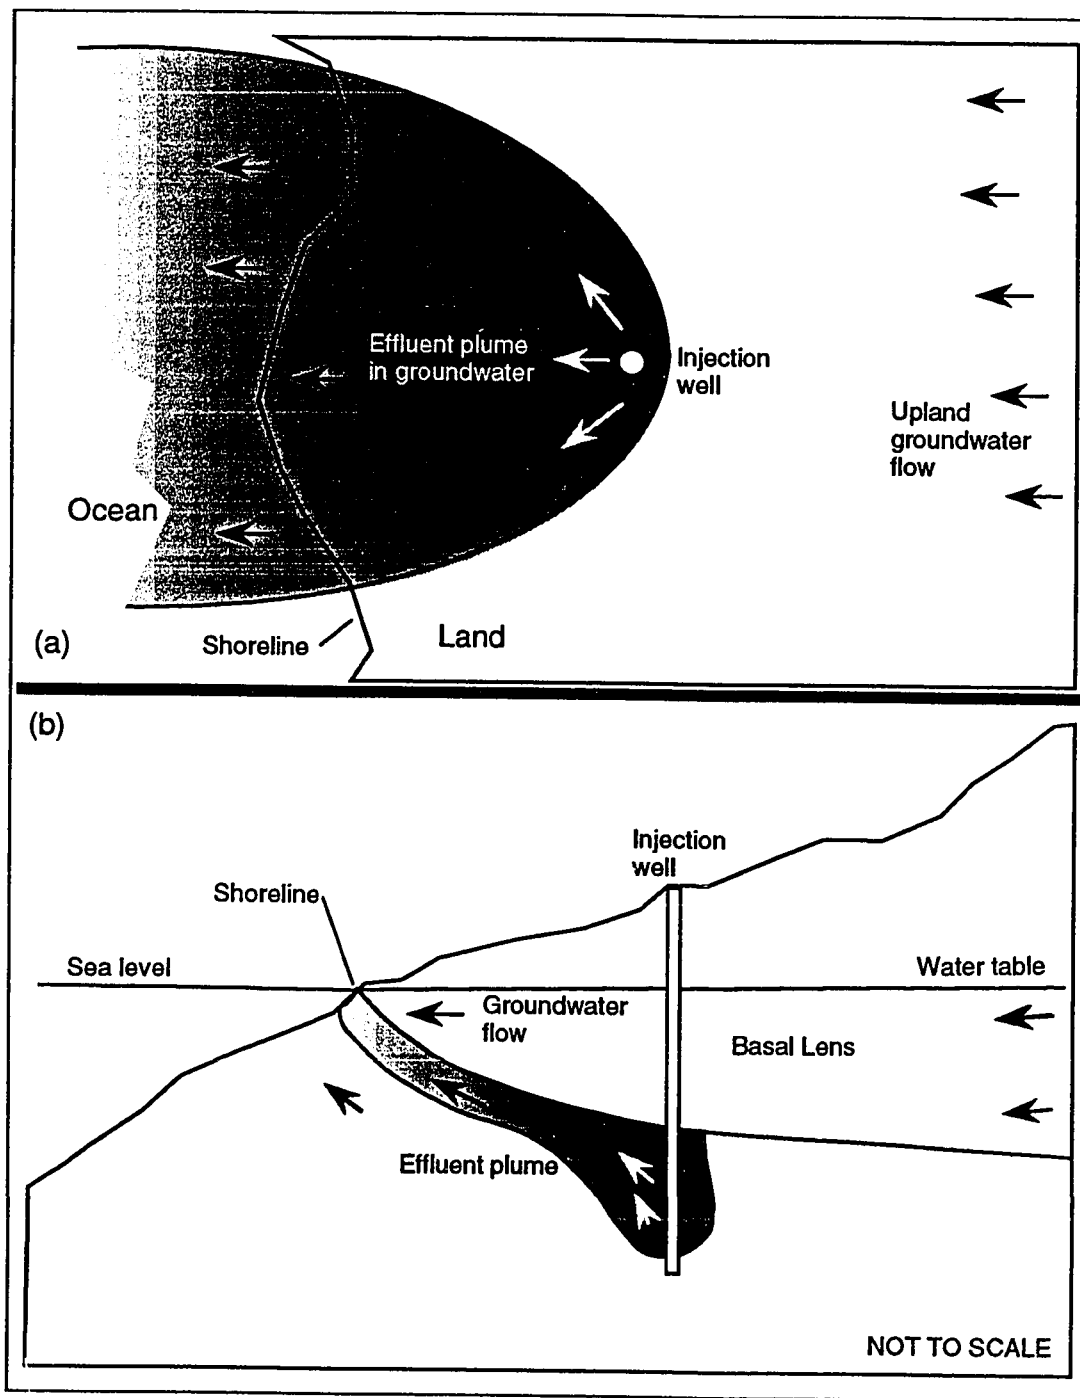 Effluent plume
in groundwater
Injection
well
Upland
groundwater
flow
Ocean
Shoreline
Land
(a)
(b)
Injection
well
Shoreline
Sea level
Water table
Groundwater
flow
Basal Lens
Effluent plume
NOT TO SCALE